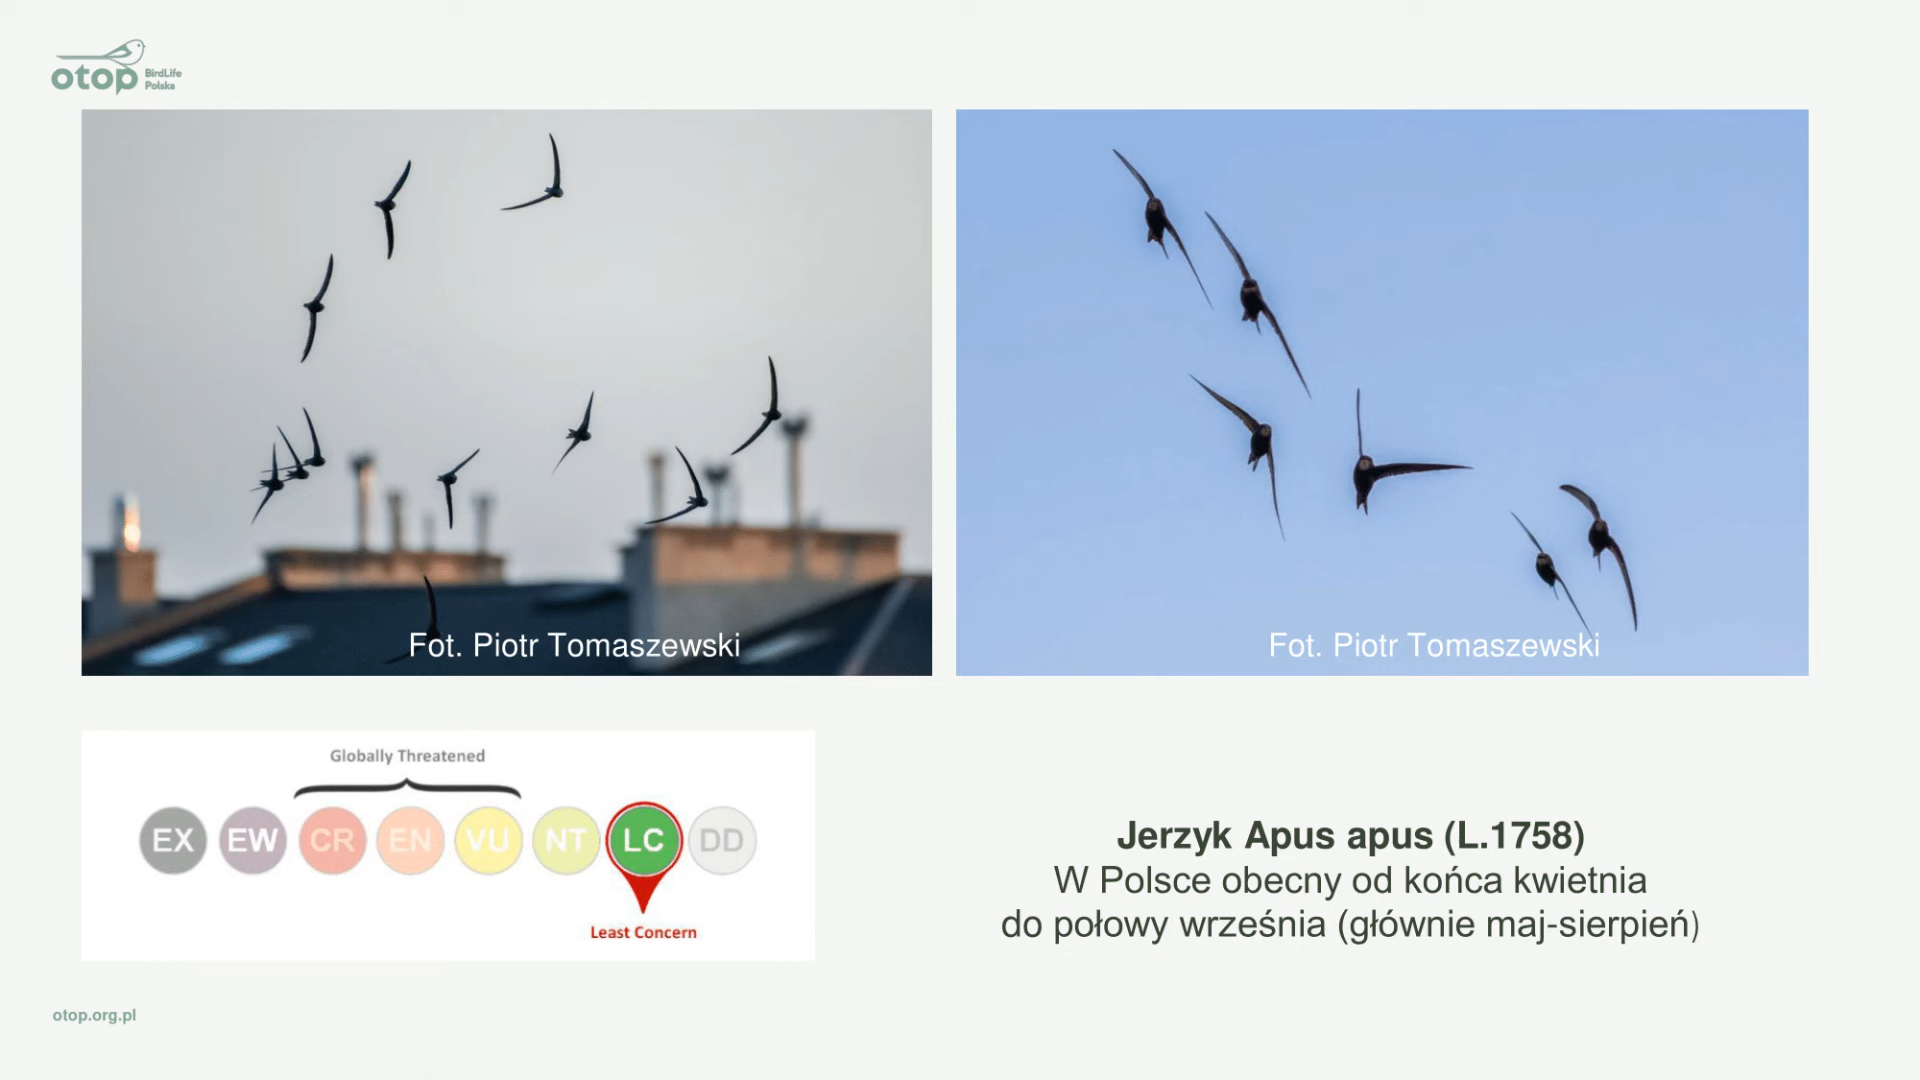 otop BirdLife
Polska
Fot. Piotr Tomaszewski
Fot. Piotr Tomaszewski
Globally Threatened
EX EW CR EN VU NT LC DD
Least Concern
Jerzyk Apus apus (L.1758)
W Polsce obecny od końca kwietnia
do połowy września (głównie maj-sierpień)
otop.org.pl